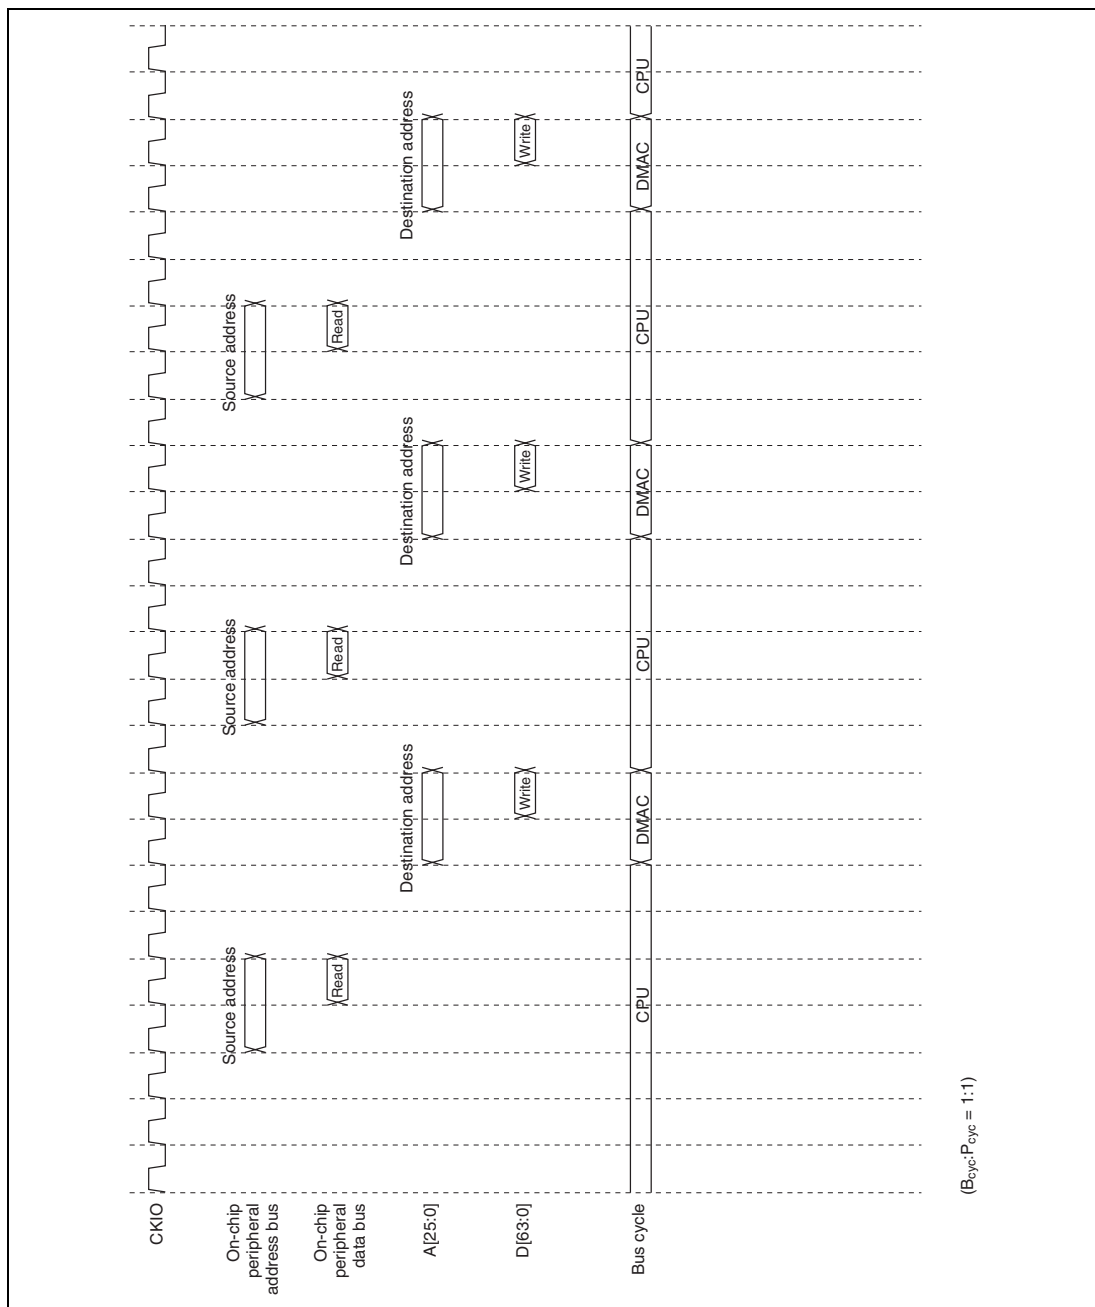 CKIO
On-chip
peripheral
address bus
Source address
Source address
Source address
On-chip
peripheral
data bus
Read
Read
Read
A[25:0]
Destination address
Destination address
Destination address
D[63:0]
Write
Write
Write
Bus cycle
CPU
DMAC
CPU
DMAC
CPU
DMAC
CPU
(Bcyc:Pcyc = 1:1)